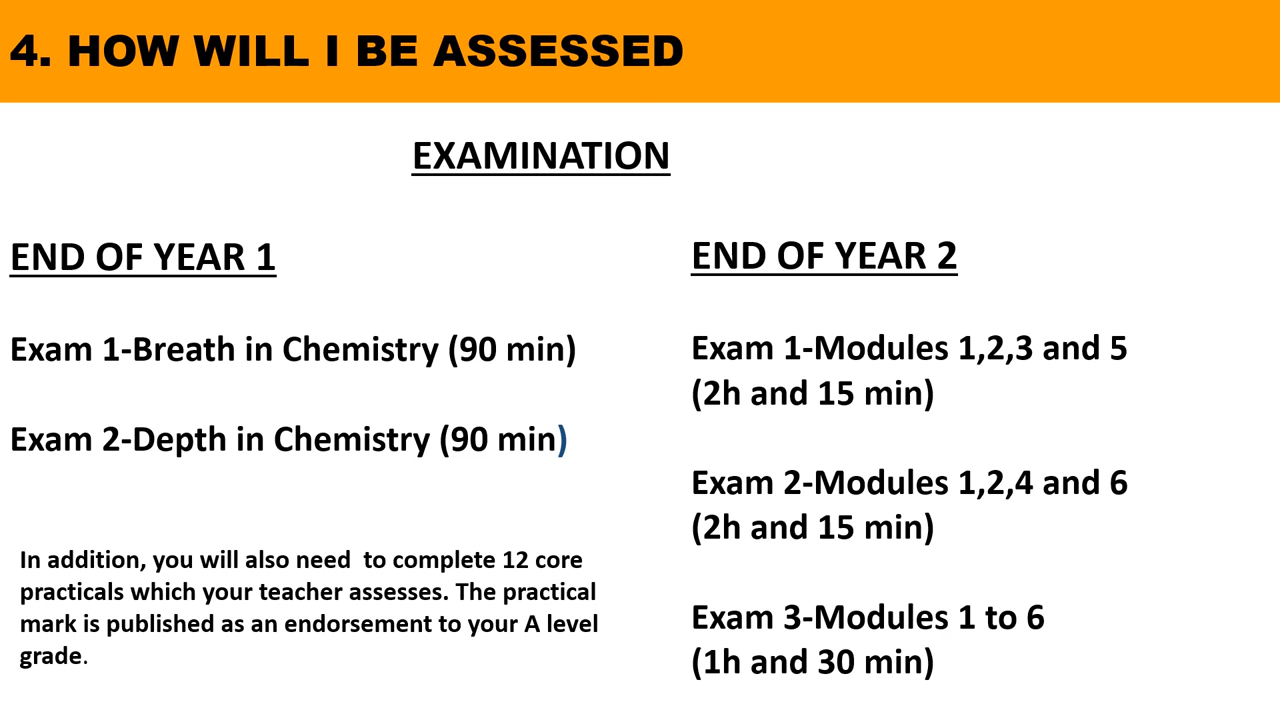 4. HOW WILL I BE ASSESSED
EXAMINATION
END OF YEAR 1
Exam 1-Breath in Chemistry (90 min)
Exam 2-Depth in Chemistry (90 min)
In addition, you will also need  to complete 12 core
practicals which your teacher assesses. The practical
mark is published as an endorsement to your A level
grade.
END OF YEAR 2
Exam 1-Modules 1,2,3 and 5
(2h and 15 min)
Exam 2-Modules 1,2,4 and 6
(2h and 15 min)
Exam 3-Modules 1 to 6
(1h and 30 min)